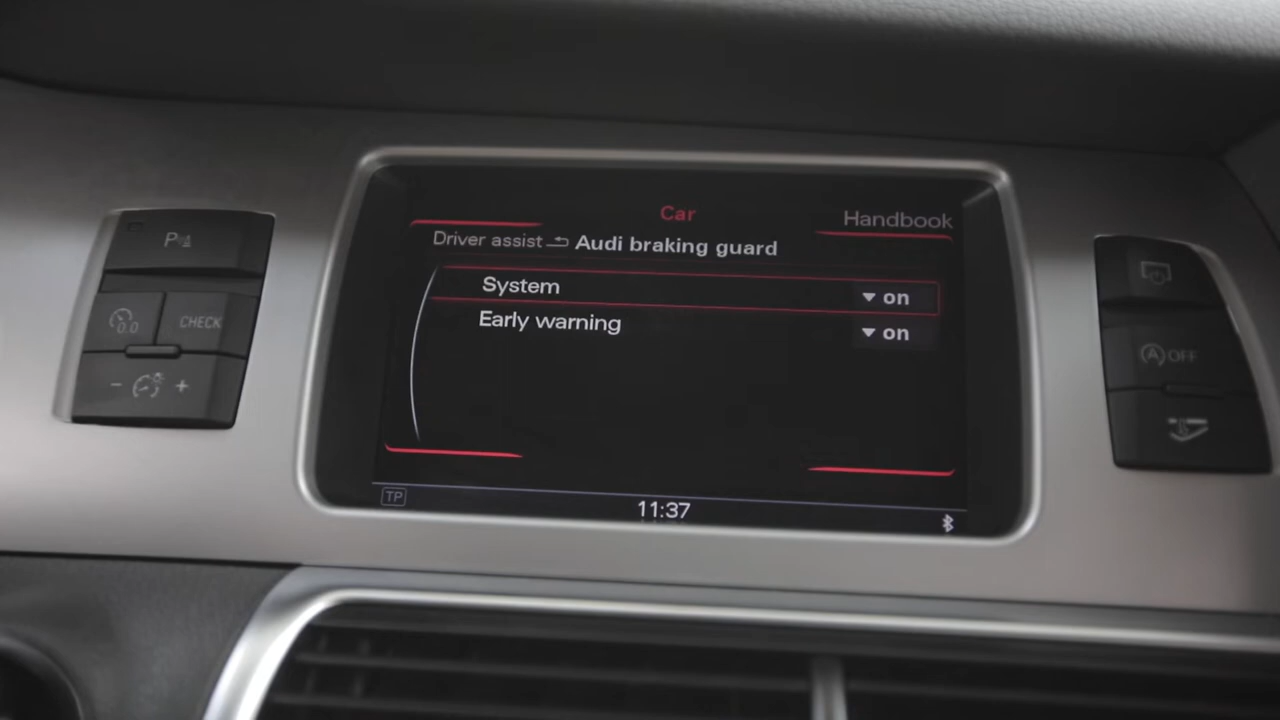 Car
Handbook
Driver assist Audi braking guard
System on
Early warning on
TP
11:37
P
0.0 CHECK
- +
A OFF